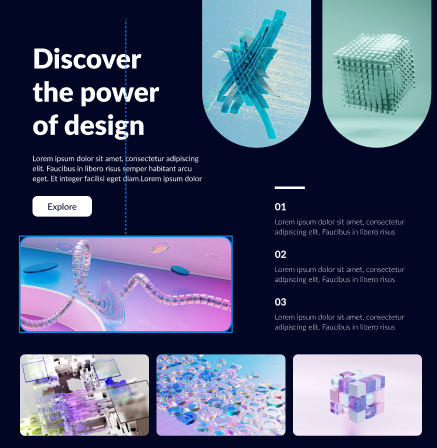 Discover
the power
of design
Lorem ipsum dolor sit amet, consectetur adipiscing
elit. Faucibus in libero risus semper habitant arcu
eget. Et integer facilisi eget diam.Lorem ipsum dolor
Explore
01
Lorem ipsum dolor sit amet, consectetur
adipiscing elit. Faucibus in libero risus
02
Lorem ipsum dolor sit amet, consectetur
adipiscing elit. Faucibus in libero risus
03
Lorem ipsum dolor sit amet, consectetur
adipiscing elit. Faucibus in libero risus